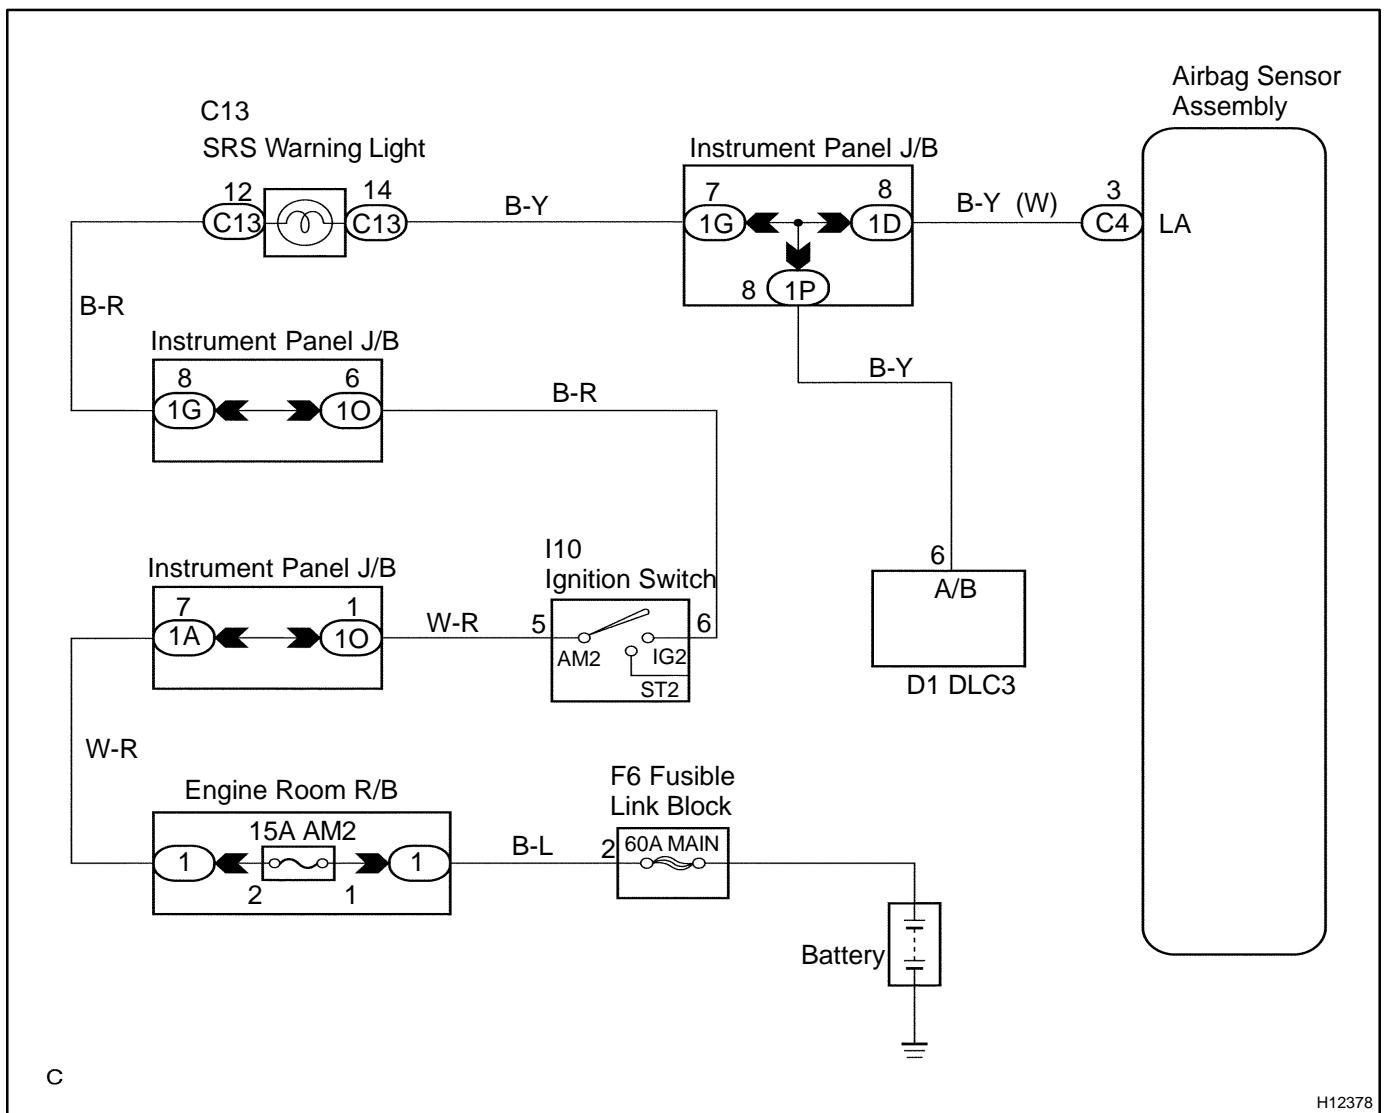 Airbag Sensor
Assembly
C13
SRS Warning Light
Instrument Panel J/B
12
14
7
8
3
C13
C13
B-Y
1G
1D
B-Y (W)
C4
LA
8
1P
B-R
Instrument Panel J/B
B-Y
8
6
B-R
1G
1O
6
A/B
D1 DLC3
I10
Ignition Switch
Instrument Panel J/B
7
1
W-R
5
6
1A
1O
AM2
IG2
ST2
W-R
F6 Fusible
Link Block
Engine Room R/B
15A AM2
B-L
2
60A MAIN
1
1
2
1
Battery
C
H12378